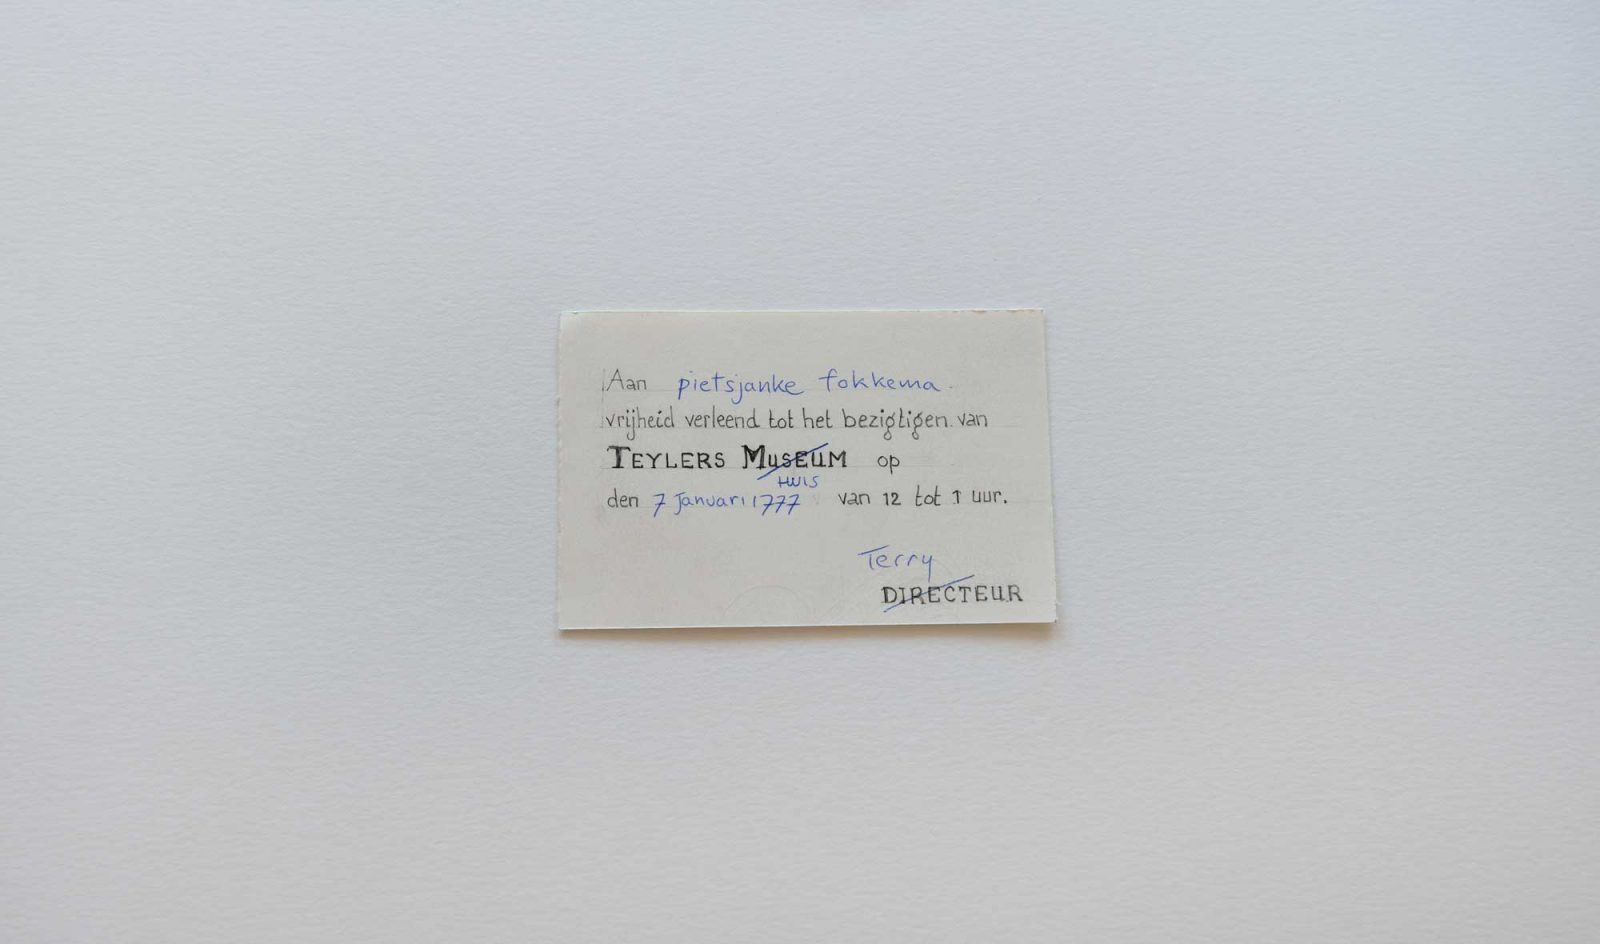 Aan pietsjanke fokkema.
vrijheid verleend tot het bezigtigen van
TEYLERS MUSEUM op
HUIS
den 7 Januari 1777 van 12 tot 1 uur.
Terry
DIRECTEUR